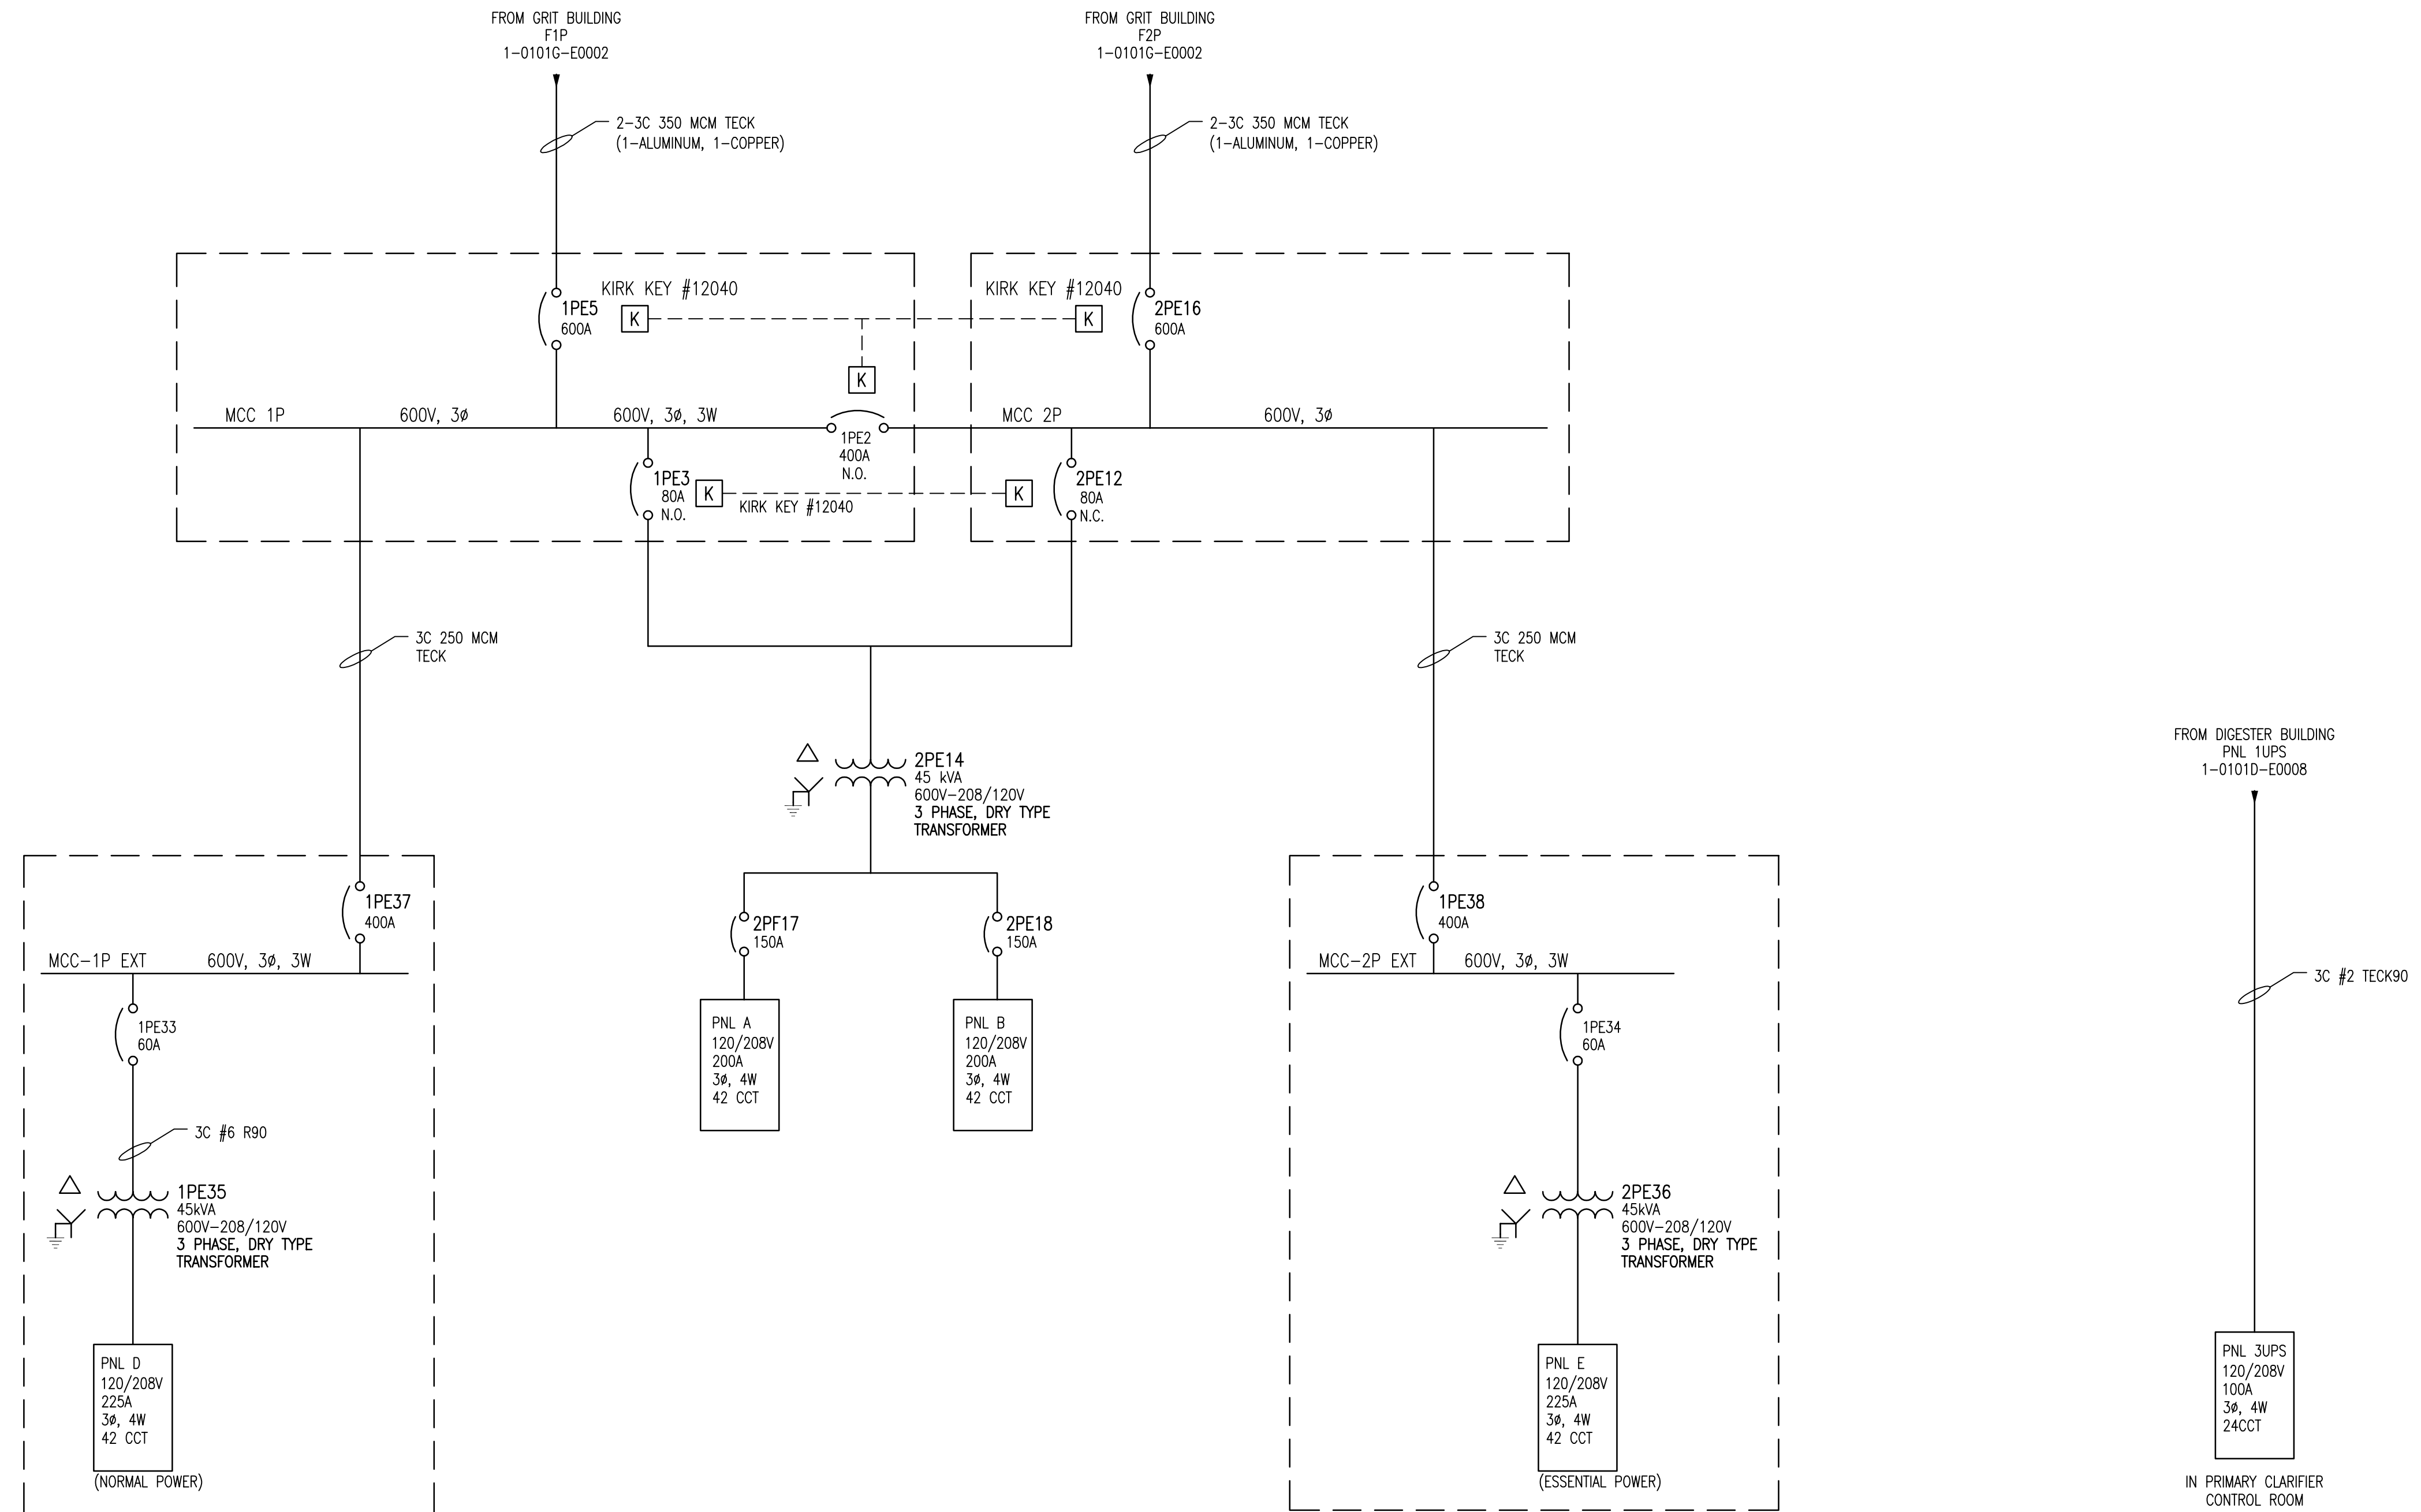 FROM GRIT BUILDING
F1P
1-0101G-E0002
FROM GRIT BUILDING
F2P
1-0101G-E0002
2-3C 350 MCM TECK
(1-ALUMINUM, 1-COPPER)
2-3C 350 MCM TECK
(1-ALUMINUM, 1-COPPER)
KIRK KEY #12040
1PE5
600A
K
KIRK KEY #12040
K
2PE16
600A
K
MCC 1P
600V, 3ø
600V, 3ø, 3W
MCC 2P
600V, 3ø
1PE2
400A
N.O.
1PE3
80A
N.O.
K
KIRK KEY #12040
K
2PE12
80A
N.C.
3C 250 MCM
TECK
3C 250 MCM
TECK
2PE14
45 kVA
600V-208/120V
3 PHASE, DRY TYPE
TRANSFORMER
FROM DIGESTER BUILDING
PNL 1UPS
1-0101D-E0008
1PE37
400A
MCC-1P EXT
600V, 3ø, 3W
2PF17
150A
2PE18
150A
1PE38
400A
MCC-2P EXT
600V, 3ø, 3W
3C #2 TECK90
1PE33
60A
PNL A
120/208V
200A
3ø, 4W
42 CCT
PNL B
120/208V
200A
3ø, 4W
42 CCT
1PE34
60A
3C #6 R90
1PE35
45kVA
600V-208/120V
3 PHASE, DRY TYPE
TRANSFORMER
2PE36
45kVA
600V-208/120V
3 PHASE, DRY TYPE
TRANSFORMER
PNL D
120/208V
225A
3ø, 4W
42 CCT
(NORMAL POWER)
PNL E
120/208V
225A
3ø, 4W
42 CCT
(ESSENTIAL POWER)
PNL 3UPS
120/208V
100A
3ø, 4W
24CCT
IN PRIMARY CLARIFIER
CONTROL ROOM